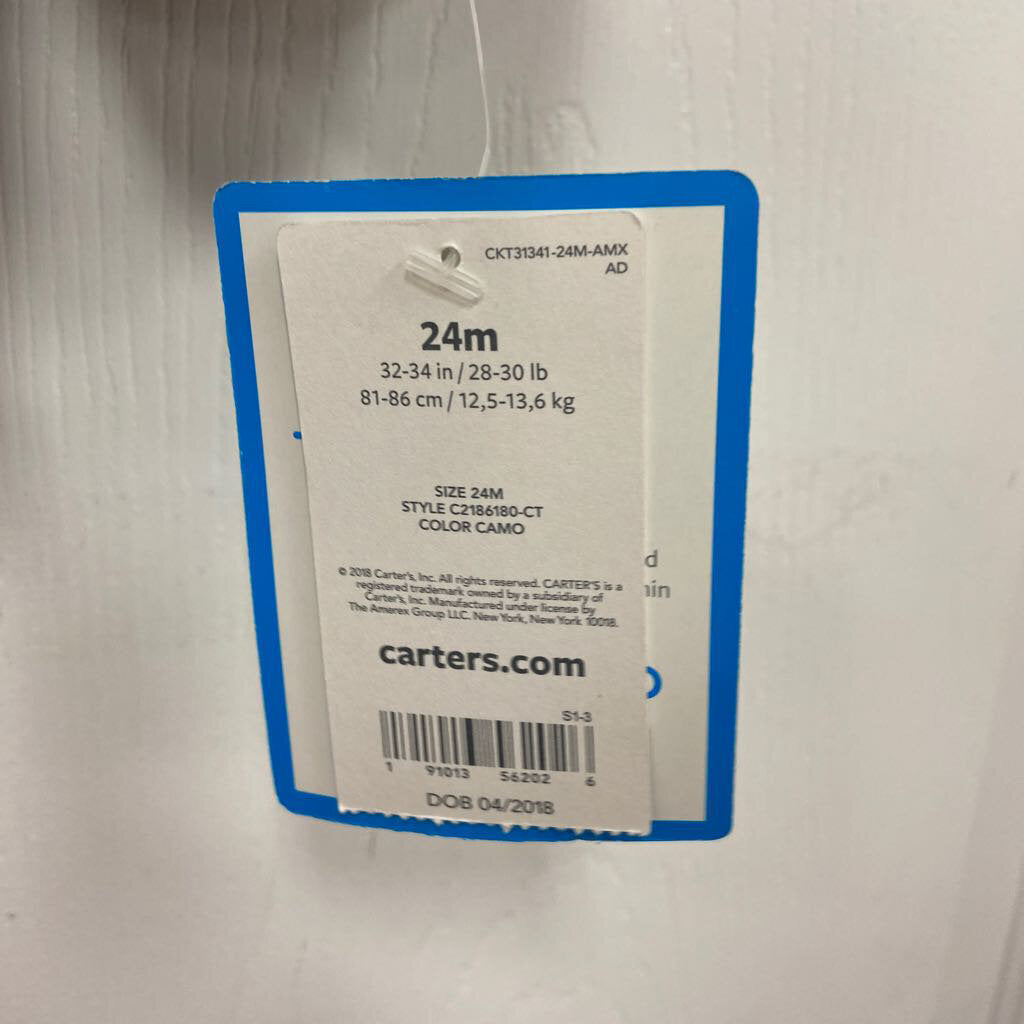 CKT31341-24M-AMX
AD
24m
32-34 in / 28-30 lb
81-86 cm / 12,5-13,6 kg
SIZE 24M
STYLE C2186180-CT
COLOR CAMO
© 2018 Carter's, Inc. All rights reserved. CARTER'S is a
registered trademark owned by a subsidiary of
Carter's, Inc. Manufactured under license by
The Amerex Group LLC. New York, New York 10018.
carters.com
S1-3
1 91013 56202 6
DOB 04/2018